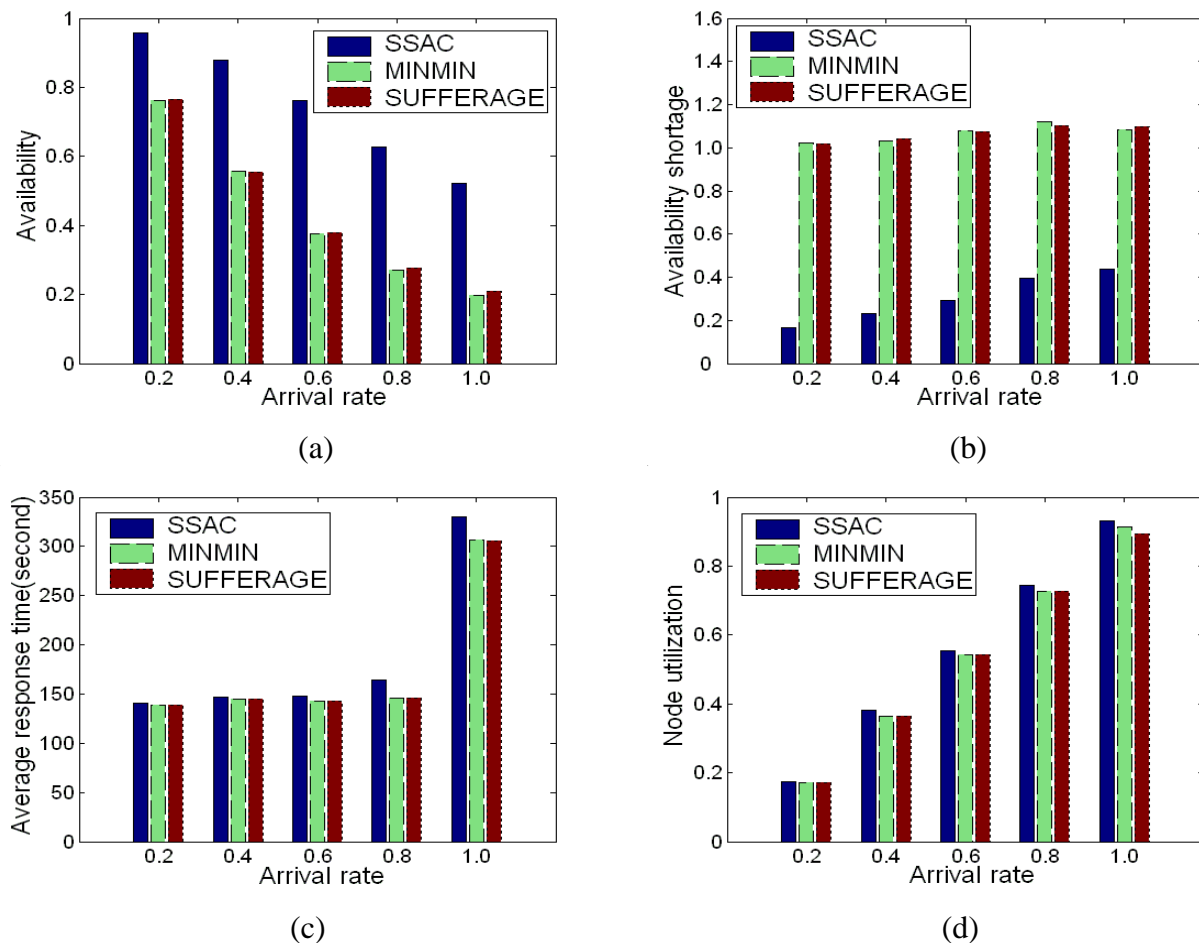 1
0.8
0.6
0.4
0.2
0
Availability
SSAC
MINMIN
SUFFERAGE
0.2 0.4 0.6 0.8 1.0
Arrival rate
(a)
1.6
1.4
1.2
1.0
0.8
0.6
0.4
0.2
0
Availability shortage
SSAC
MINMIN
SUFFERAGE
0.2 0.4 0.6 0.8 1.0
Arrival rate
(b)
350
300
250
200
150
100
50
0
Average response time(second)
SSAC
MINMIN
SUFFERAGE
0.2 0.4 0.6 0.8 1.0
Arrival rate
(c)
1
0.8
0.6
0.4
0.2
0
Node utilization
SSAC
MINMIN
SUFFERAGE
0.2 0.4 0.6 0.8 1.0
Arrival rate
(d)